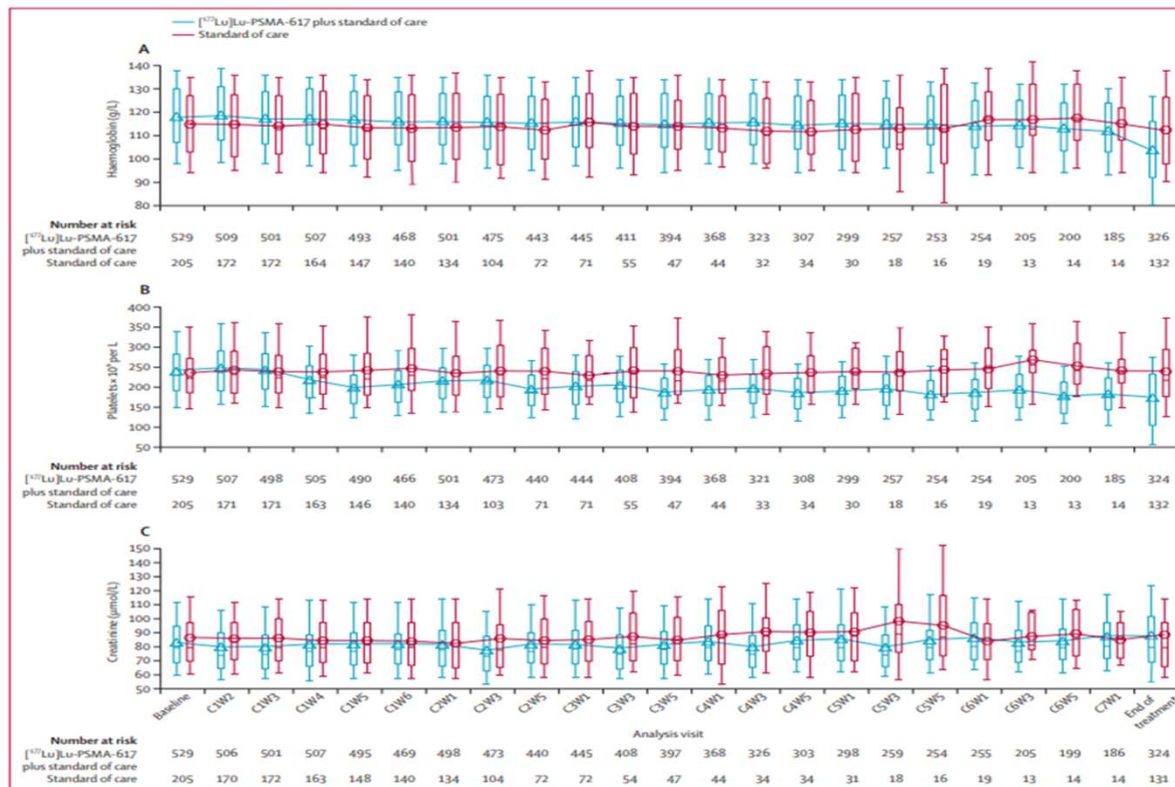 [¹⁷⁷Lu]Lu-PSMA-617 plus standard of care
Standard of care
A
Haemoglobin (g/L)
140
130
120
110
100
90
80
Number at risk
[¹⁷⁷Lu]Lu-PSMA-617 529 509 501 507 493 468 501 475 443 445 411 394 368 323 307 299 257 253 254 205 200 185 326
plus standard of care
Standard of care 205 172 172 164 147 140 134 104 72 71 55 47 44 32 34 30 18 16 19 13 14 14 132
B
Platelets × 10⁹ per L
400
350
300
250
200
150
100
50
Number at risk
[¹⁷⁷Lu]Lu-PSMA-617 529 507 498 505 490 466 501 473 440 444 408 394 368 321 308 299 257 254 254 205 200 185 324
plus standard of care
Standard of care 205 171 171 163 146 140 134 103 71 71 55 47 44 33 34 30 18 16 19 13 13 14 132
C
Creatinine (μmol/L)
150
140
130
120
110
100
90
80
70
60
50
Baseline C1W2 C1W3 C1W4 C1W5 C1W6 C2W1 C2W3 C2W5 C3W1 C3W3 C3W5 C4W1 C4W3 C4W5 C5W1 C5W3 C5W5 C6W1 C6W3 C6W5 C7W1 End of treatment
Analysis visit
Number at risk
[¹⁷⁷Lu]Lu-PSMA-617 529 506 501 507 495 469 498 473 440 445 408 397 368 326 303 298 259 254 255 205 199 186 324
plus standard of care
Standard of care 205 170 172 163 148 140 134 104 72 72 54 47 44 34 34 31 18 16 19 13 14 14 131